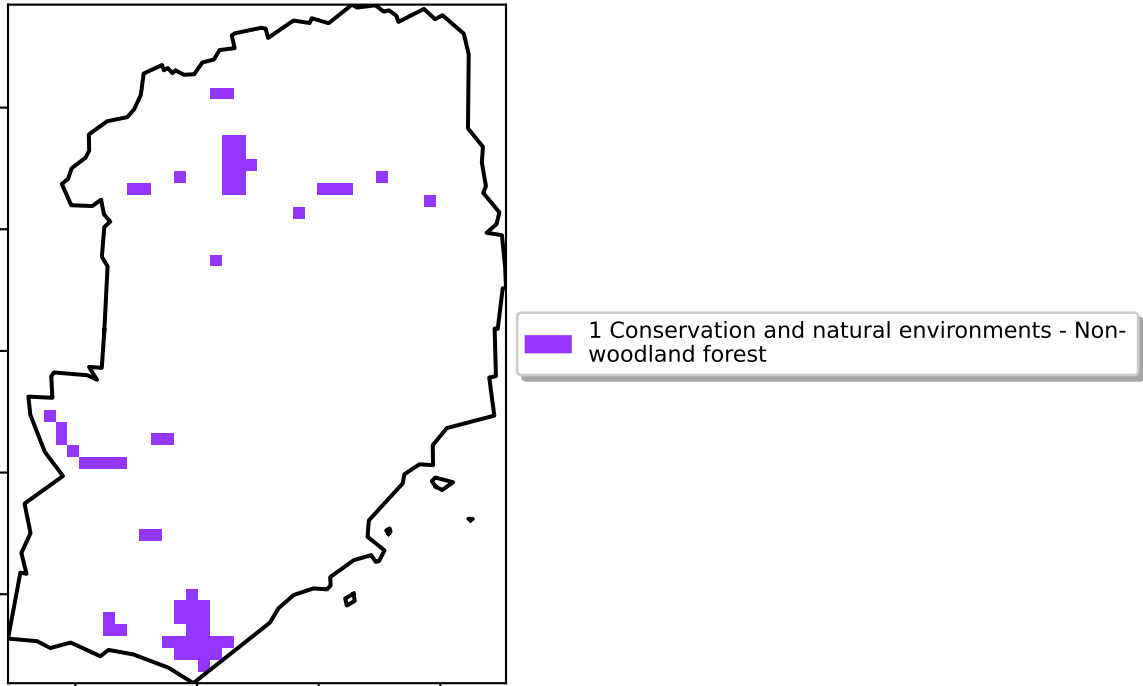 1 Conservation and natural environments - Non-
woodland forest